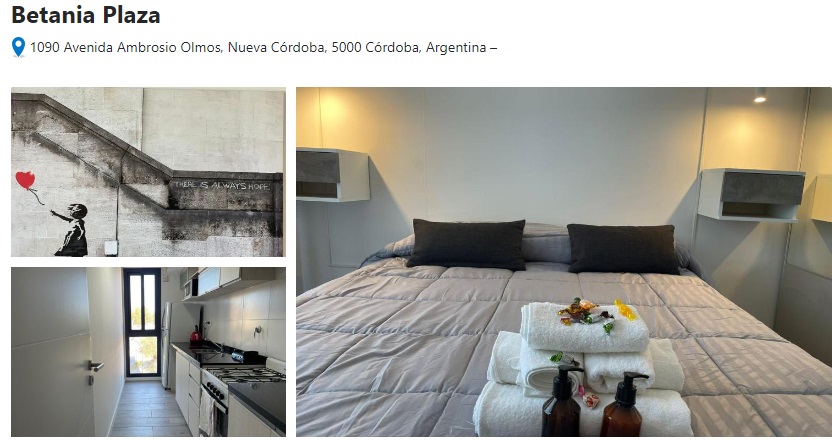 Betania Plaza
1090 Avenida Ambrosio Olmos, Nueva Córdoba, 5000 Córdoba, Argentina –
THERE IS ALWAYS HOPE